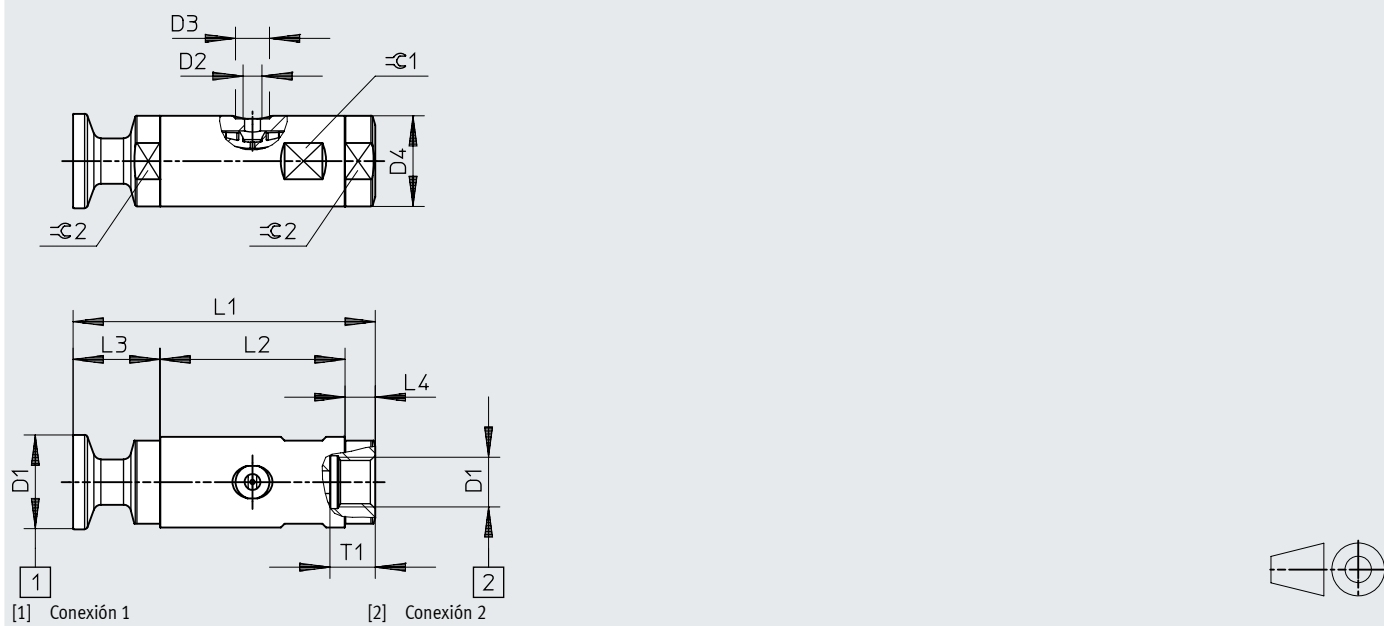 D3
D2
=C1
D4
=C2
=C2
L1
L3
L2
L4
D1
D1
T1
1
2
[1] Conexión 1
[2] Conexión 2